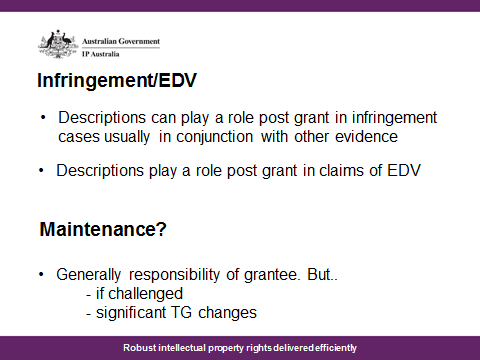 Australian Government
IP Australia
Infringement/EDV
• Descriptions can play a role post grant in infringement
cases usually in conjunction with other evidence
• Descriptions play a role post grant in claims of EDV
Maintenance?
• Generally responsibility of grantee. But..
- if challenged
- significant TG changes
Robust intellectual property rights delivered efficiently